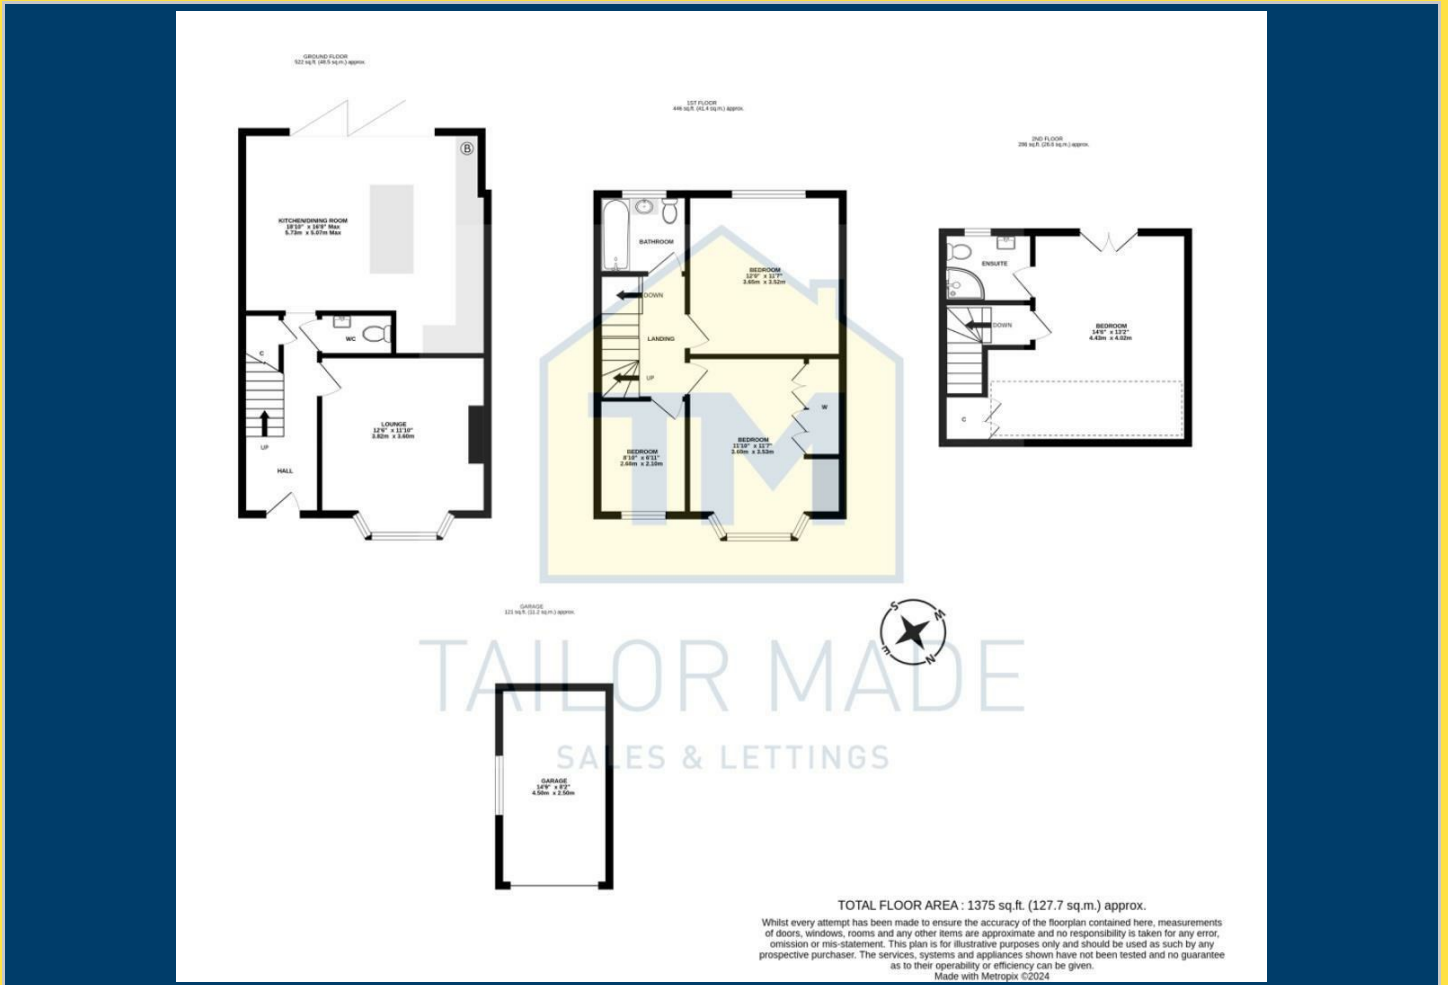 GROUND FLOOR
522 sq.ft. (48.5 sq.m.) approx.
1ST FLOOR
446 sq.ft. (41.4 sq.m.) approx.
2ND FLOOR
286 sq.ft. (26.6 sq.m.) approx.
B
KITCHEN/DINING ROOM
18'10" x 16'8" Max
5.73m x 5.07m Max
WC
C
UP
HALL
LOUNGE
12'6" x 11'10"
3.82m x 3.60m
BATHROOM
BEDROOM
12'0" x 11'7"
3.65m x 3.52m
DOWN
LANDING
UP
BEDROOM
8'10" x 6'11"
2.68m x 2.10m
BEDROOM
11'10" x 11'7"
3.60m x 3.53m
W
ENSUITE
DOWN
BEDROOM
14'6" x 13'2"
4.43m x 4.02m
C
TM
GARAGE
121 sq.ft. (11.2 sq.m.) approx.
S
W
E
N
TAILOR MADE
SALES & LETTINGS
GARAGE
14'9" x 8'2"
4.50m x 2.50m
TOTAL FLOOR AREA : 1375 sq.ft. (127.7 sq.m.) approx.
Whilst every attempt has been made to ensure the accuracy of the floorplan contained here, measurements
of doors, windows, rooms and any other items are approximate and no responsibility is taken for any error,
omission or mis-statement. This plan is for illustrative purposes only and should be used as such by any
prospective purchaser. The services, systems and appliances shown have not been tested and no guarantee
as to their operability or efficiency can be given.
Made with Metropix ©2024